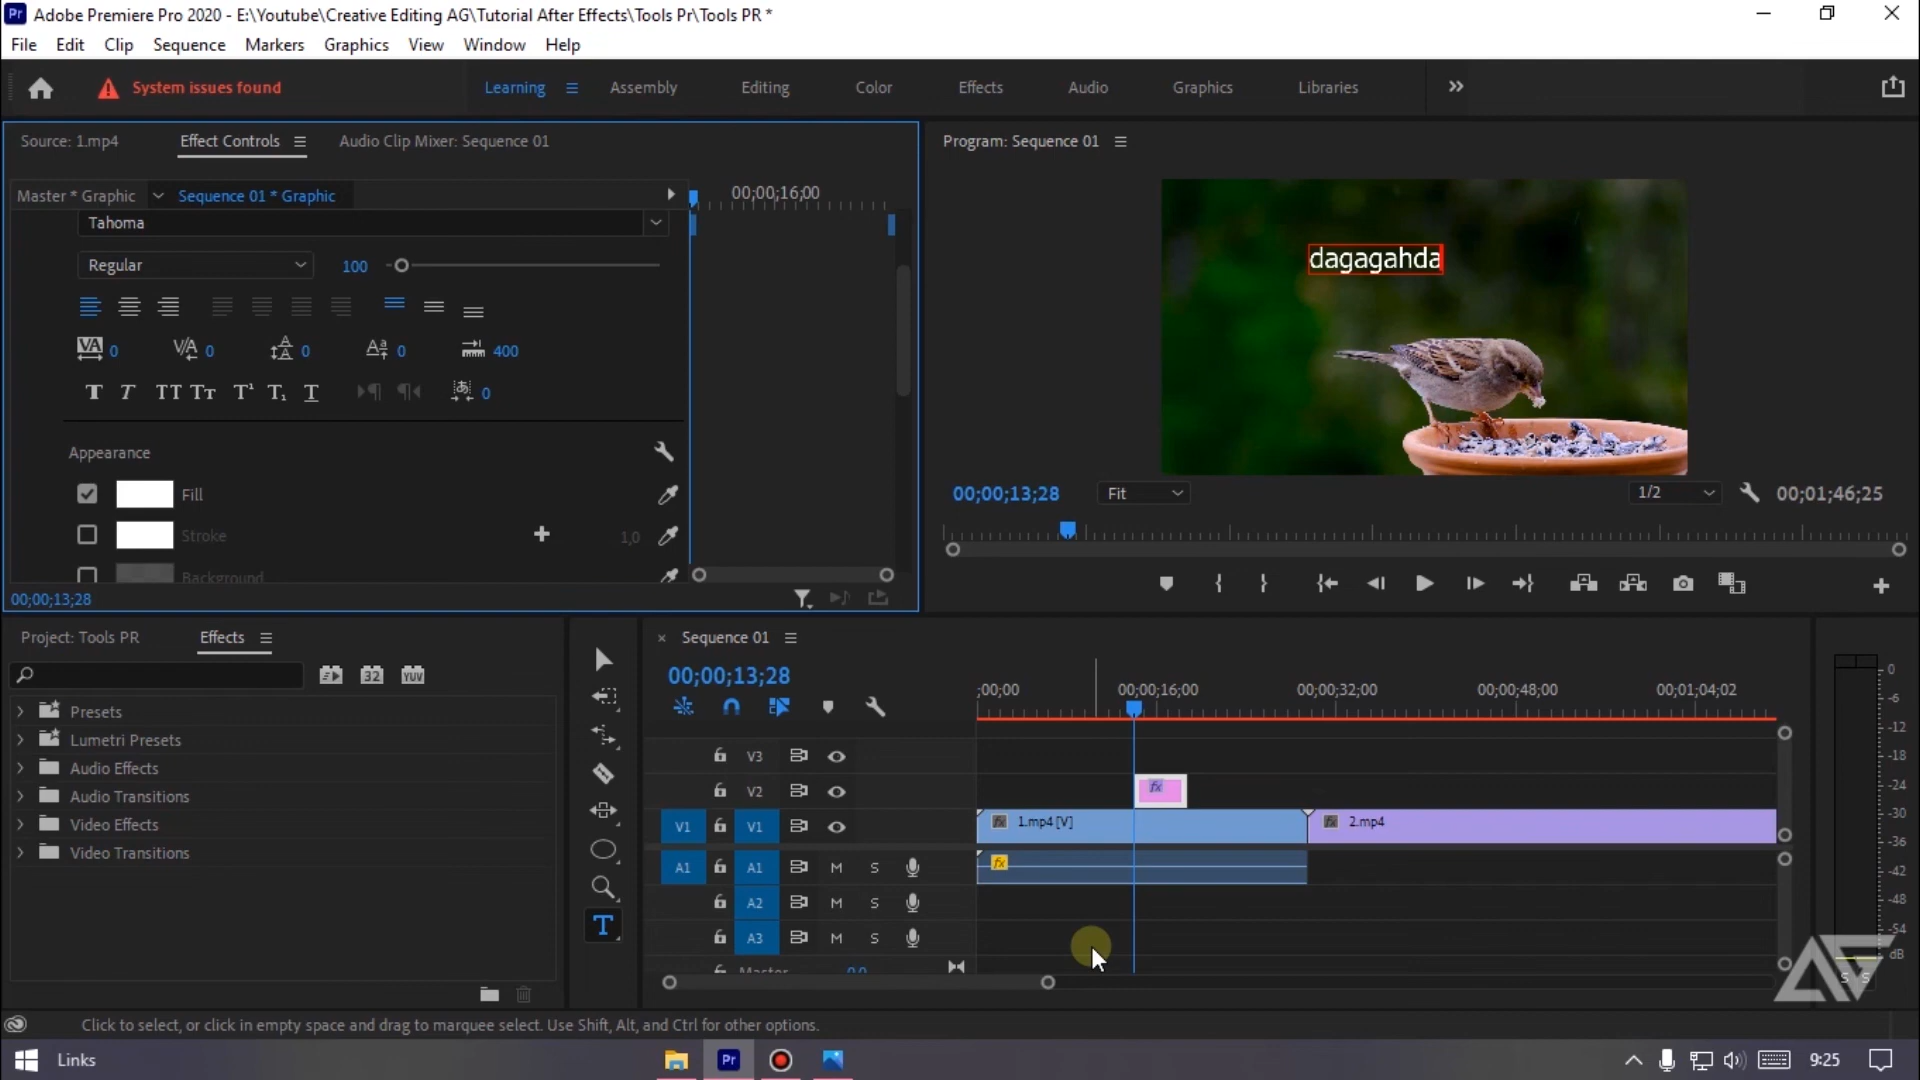 Pr Adobe Premiere Pro 2020 - E:\Youtube\Creative Editing AG\Tutorial After Effects\Tools Pr\Tools PR *
File Edit Clip Sequence Markers Graphics View Window Help
System issues found Learning Assembly Editing Color Effects Audio Graphics Libraries
Source: 1.mp4 Effect Controls Audio Clip Mixer: Sequence 01 Program: Sequence 01
Master * Graphic Sequence 01 * Graphic 00;00;16;00
Tahoma
dagagahda
Regular 100
0 0 0 0 400
0
Appearance
Fill
00;00;13;28 Fit 1/2 00;01;46;25
Stroke 1,0
Background
00;00;13;28
Project: Tools PR Effects Sequence 01
00;00;13;28
;00;00 00;00;16;00 00;00;32;00 00;00;48;00 00;01;04;02
Presets
Lumetri Presets
Audio Effects
Audio Transitions
Video Effects
Video Transitions
V3
V2 fx
V1 V1 fx 1.mp4 [V] fx 2.mp4
A1 A1 M S fx
A2 M S
A3 M S
Master 0,0
0
-6
-12
-18
-24
-30
-36
-42
-48
-54
dB
S S
AG
Click to select, or click in empty space and drag to marquee select. Use Shift, Alt, and Ctrl for other options.
Links Pr 9:25